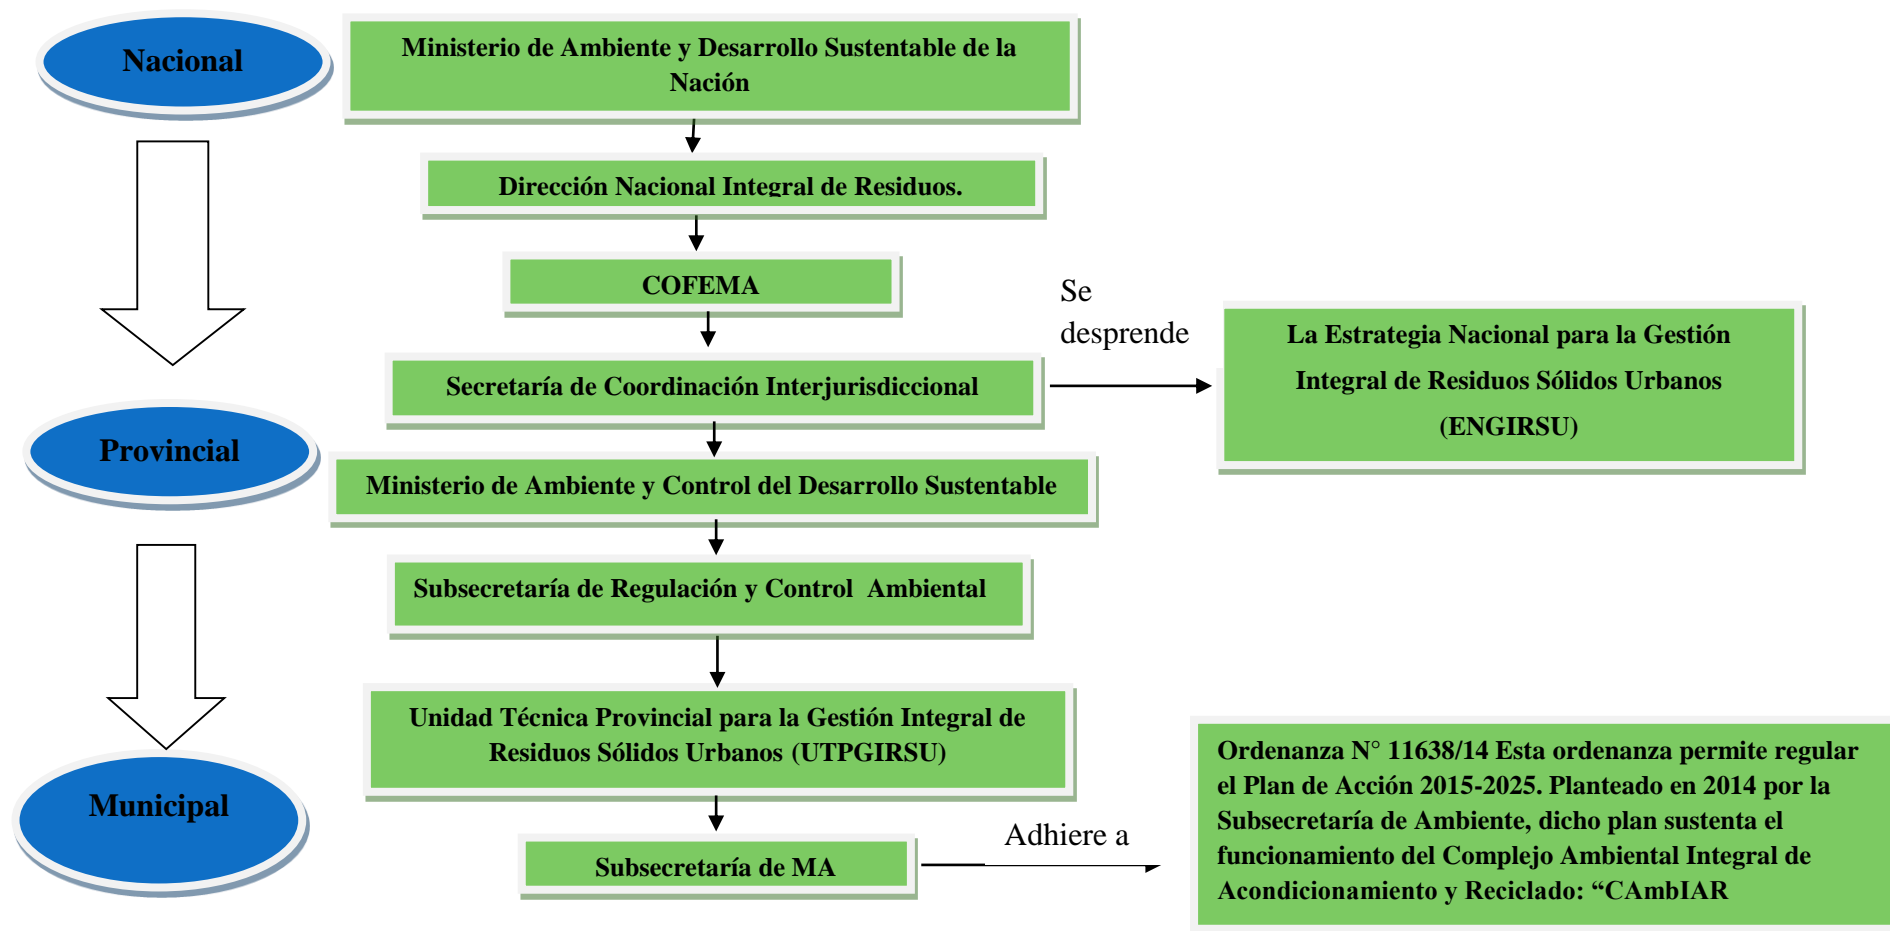 Nacional
Ministerio de Ambiente y Desarrollo Sustentable de la
Nación
Dirección Nacional Integral de Residuos.
COFEMA
Se
desprende
Secretaría de Coordinación Interjurisdiccional
La Estrategia Nacional para la Gestión
Integral de Residuos Sólidos Urbanos
(ENGIRSU)
Provincial
Ministerio de Ambiente y Control del Desarrollo Sustentable
Subsecretaría de Regulación y Control  Ambiental
Unidad Técnica Provincial para la Gestión Integral de
Residuos Sólidos Urbanos (UTPGIRSU)
Municipal
Subsecretaría de MA
Adhiere a
Ordenanza N° 11638/14 Esta ordenanza permite regular
el Plan de Acción 2015-2025. Planteado en 2014 por la
Subsecretaría de Ambiente, dicho plan sustenta el
funcionamiento del Complejo Ambiental Integral de
Acondicionamiento y Reciclado: “CAmbIAR